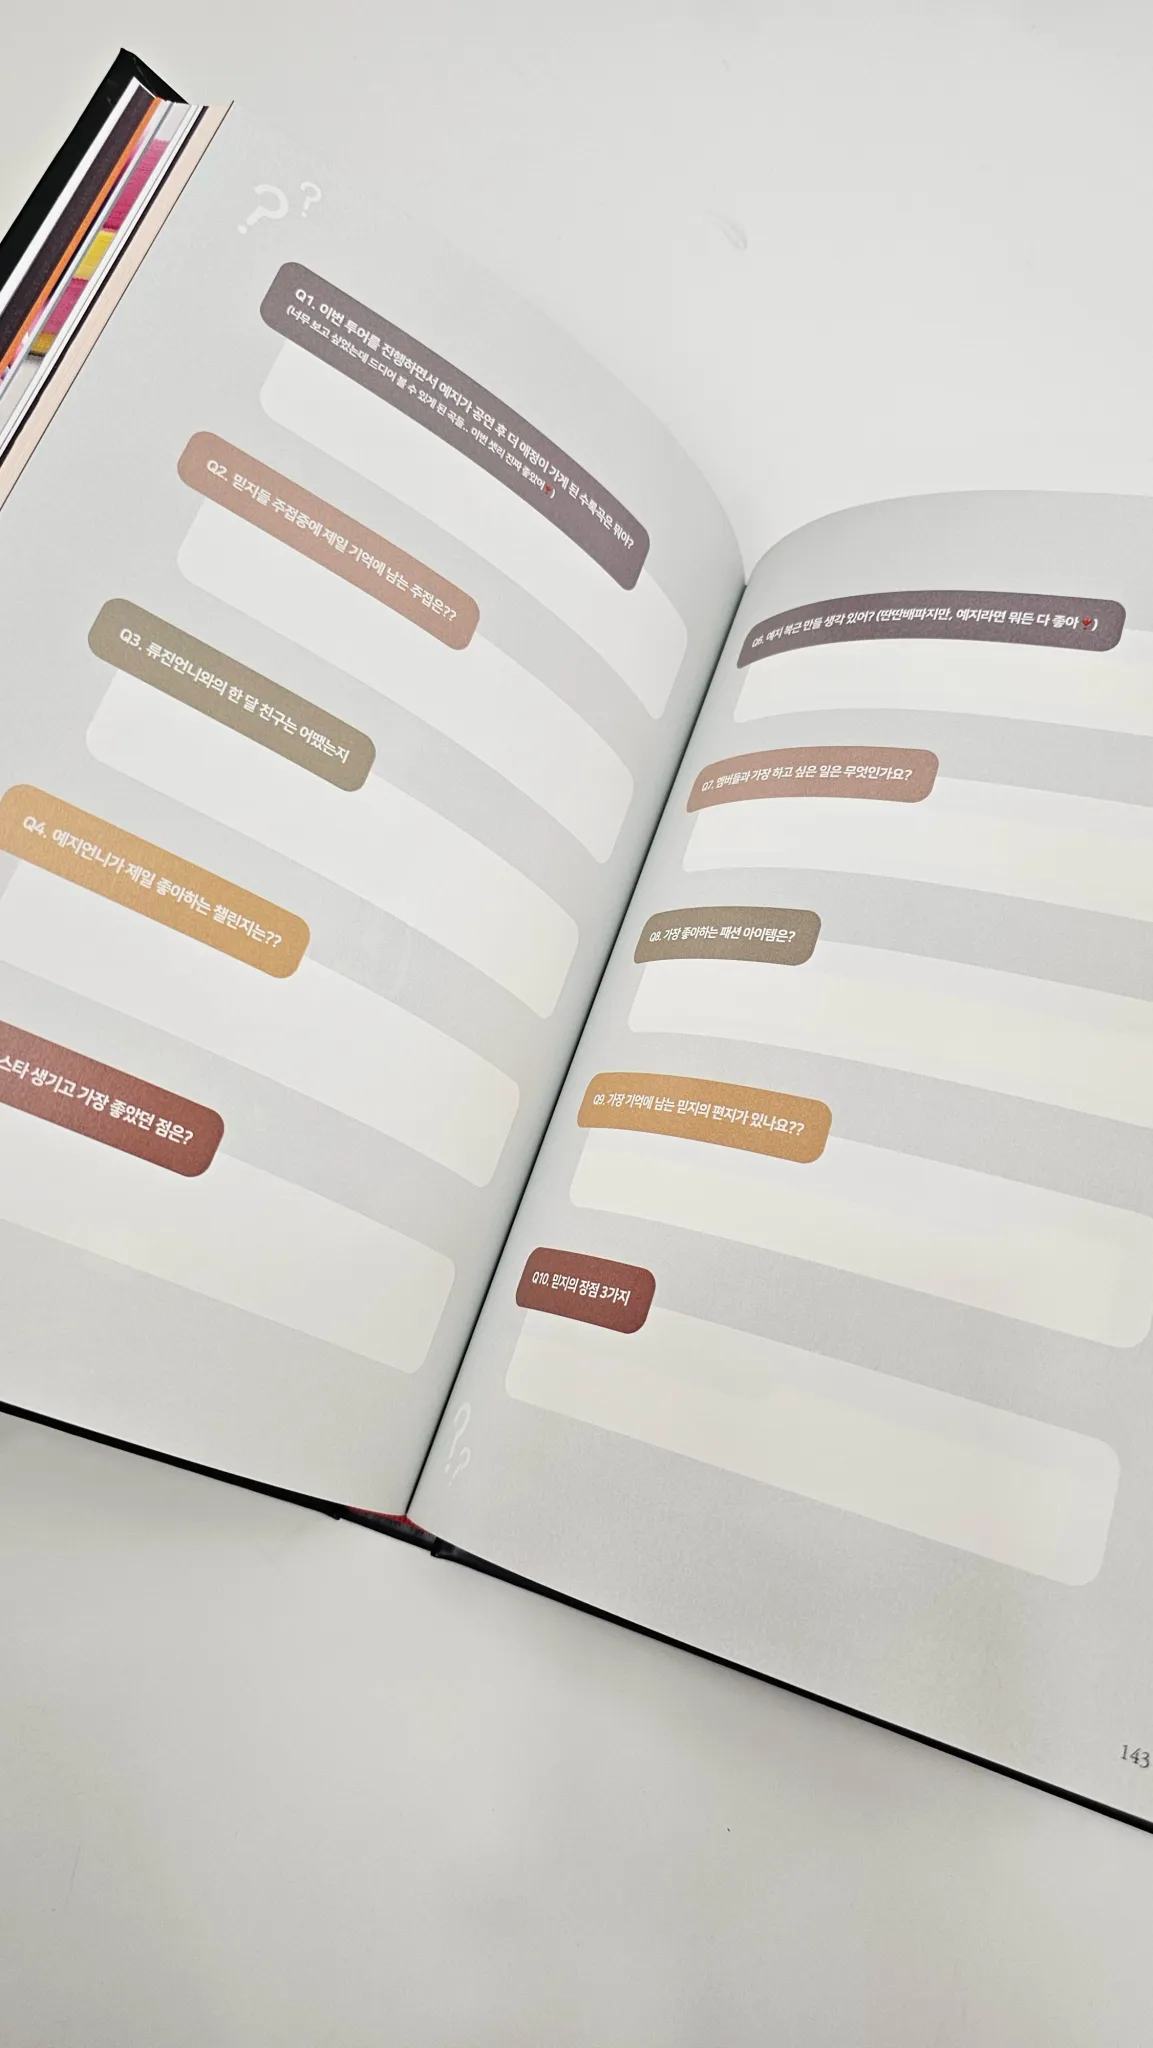 Q1. 이번 투어를 진행하면서 예지가 공연 후 더 애정이 가게 된 수록곡은 뭐야?
(너무 보고 싶었는데 드디어 볼 수 있게 된 곡들.. 이번 셋리 진짜 좋았어❣)
Q2. 믿지들 주접중에 제일 기억에 남는 주접은??
Q3. 류진언니와의 한 달 친구는 어땠는지
Q4. 예지언니가 제일 좋아하는 챌린지는??
스타 생기고 가장 좋았던 점은?
Q6. 예지 복근 만들 생각 있어? (딴딴배파지만, 예지라면 뭐든 다 좋아❣)
Q7. 멤버들과 가장 하고 싶은 일은 무엇인가요?
Q8. 가장 좋아하는 패션 아이템은?
Q9. 가장 기억에 남는 믿지의 편지가 있나요??
Q10. 믿지의 장점 3가지
143